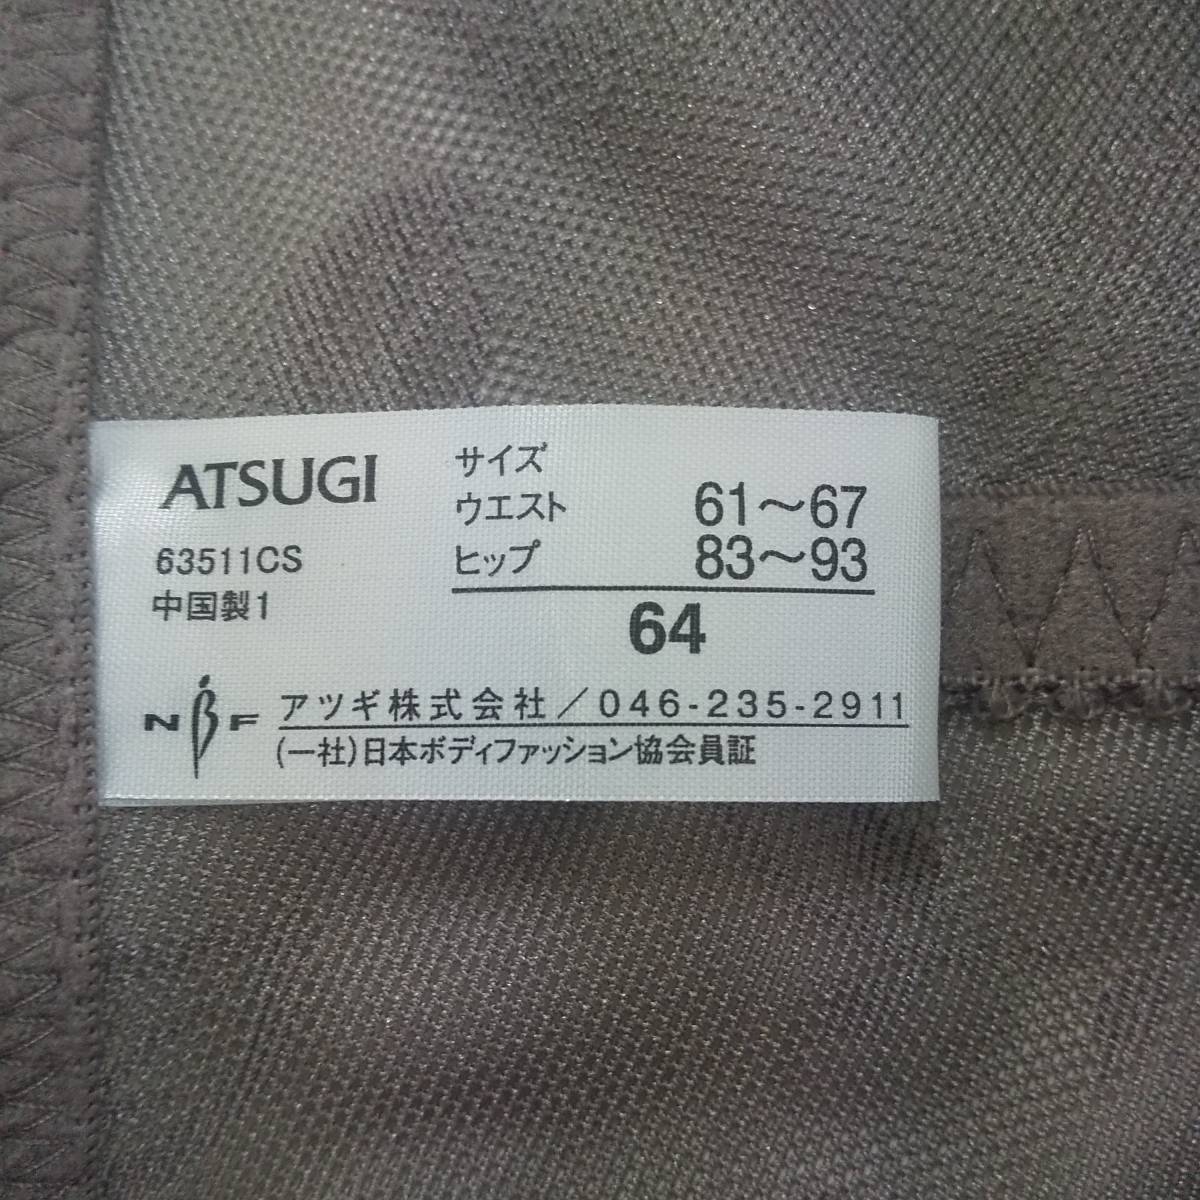 ATSUGI
63511CS
中国製1
サイズ
ウエスト 61～67
ヒップ 83～93
64
NBF
アツギ株式会社／046-235-2911
(一社)日本ボディファッション協会員証